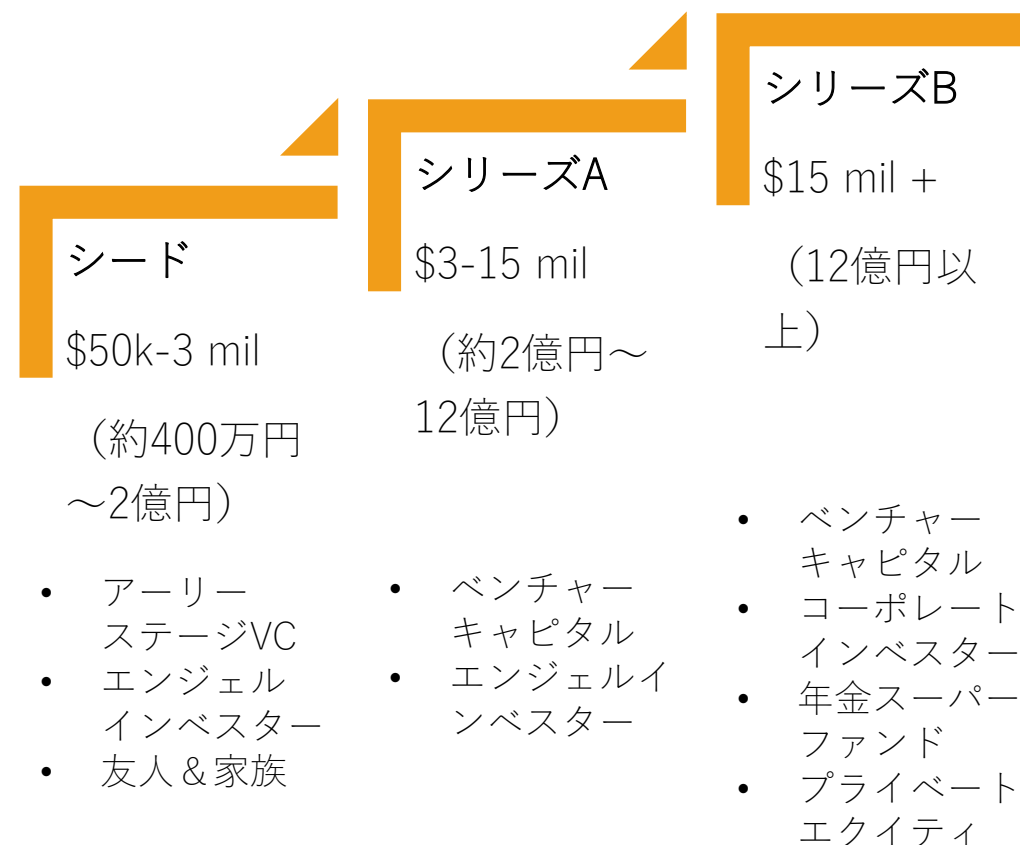 シード
$50k-3 mil
（約400万円
～2億円）
• アーリー
ステージVC
• エンジェル
インベスター
• 友人＆家族
シリーズA
$3-15 mil
（約2億円～
12億円）
• ベンチャー
キャピタル
• エンジェルイ
ンベスター
シリーズB
$15 mil +
（12億円以
上）
• ベンチャー
キャピタル
• コーポレート
インベスター
• 年金スーパー
ファンド
• プライベート
エクイティ